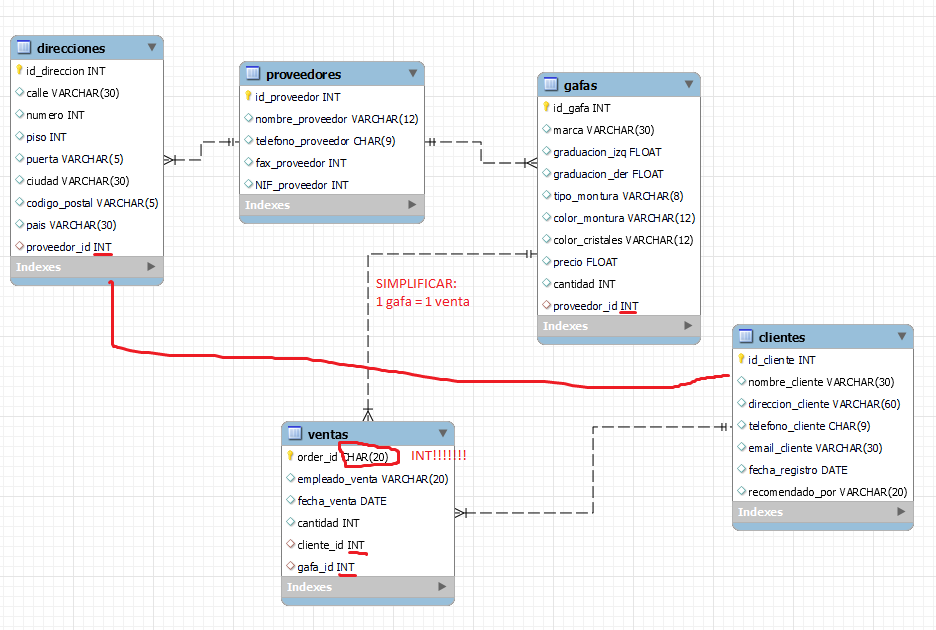 direcciones
id_direccion INT
calle VARCHAR(30)
numero INT
piso INT
puerta VARCHAR(5)
ciudad VARCHAR(30)
codigo_postal VARCHAR(5)
pais VARCHAR(30)
proveedor_id INT
Indexes
proveedores
id_proveedor INT
nombre_proveedor VARCHAR(12)
telefono_proveedor CHAR(9)
fax_proveedor INT
NIF_proveedor INT
Indexes
gafas
id_gafa INT
marca VARCHAR(30)
graduacion_izq FLOAT
graduacion_der FLOAT
tipo_montura VARCHAR(8)
color_montura VARCHAR(12)
color_cristales VARCHAR(12)
precio FLOAT
cantidad INT
proveedor_id INT
Indexes
SIMPLIFICAR:
1 gafa = 1 venta
clientes
id_cliente INT
nombre_cliente VARCHAR(30)
direccion_cliente VARCHAR(60)
telefono_cliente CHAR(9)
email_cliente VARCHAR(30)
fecha_registro DATE
recomendado_por VARCHAR(20)
Indexes
ventas
order_id CHAR(20) INT!!!!!!!
empleado_venta VARCHAR(20)
fecha_venta DATE
cantidad INT
cliente_id INT
gafa_id INT
Indexes